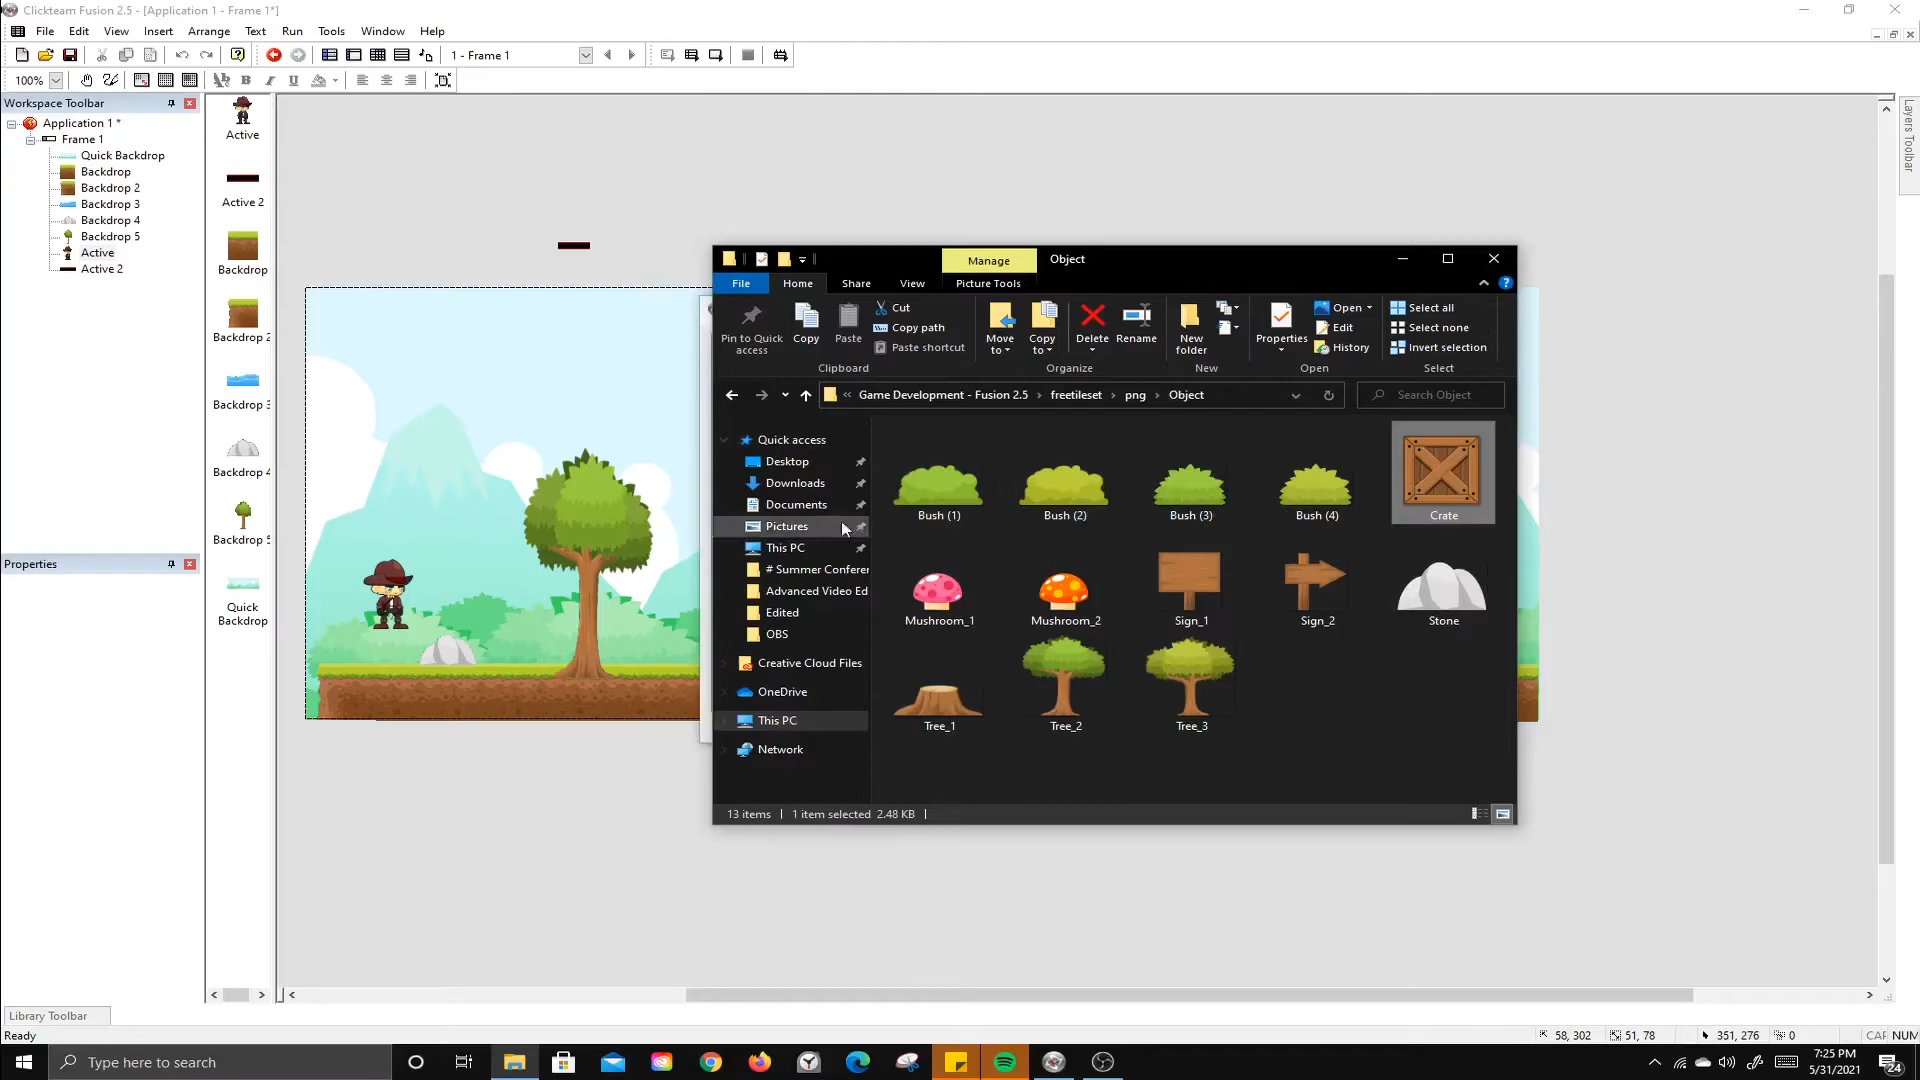 Clickteam Fusion 2.5 - [Application 1 - Frame 1*]
File Edit View Insert Arrange Text Run Tools Window Help
1 - Frame 1
100%
Workspace Toolbar
Application 1 *
Frame 1
Quick Backdrop
Backdrop
Backdrop 2
Backdrop 3
Backdrop 4
Backdrop 5
Active
Active 2
Properties
Library Toolbar
Active
Active 2
Backdrop
Backdrop 2
Backdrop 3
Backdrop 4
Backdrop 5
Quick
Backdrop
Layers Toolbar
Manage Object
File Home Share View Picture Tools
Pin to Quick
access
Copy
Paste
Cut
Copy path
Paste shortcut
Clipboard
Move
to
Copy
to
Delete
Rename
Organize
New
folder
New
Properties
Open
Edit
History
Open
Select all
Select none
Invert selection
Select
« Game Development - Fusion 2.5 › freetileset › png › Object
Search Object
Quick access
Desktop
Downloads
Documents
Pictures
This PC
# Summer Conferer
Advanced Video Ed
Edited
OBS
Creative Cloud Files
OneDrive
This PC
Network
Bush (1) Bush (2) Bush (3) Bush (4) Crate
Mushroom_1 Mushroom_2 Sign_1 Sign_2 Stone
Tree_1 Tree_2 Tree_3
13 items 1 item selected 2.48 KB
Ready
58, 302 51, 78 351, 276 0 CAP NUM
Type here to search
7:25 PM
5/31/2021
24